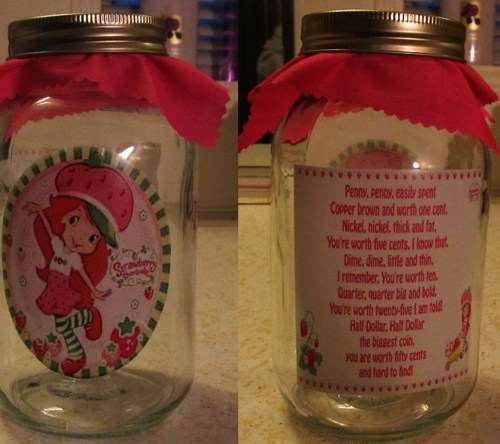 Strawberry
Shortcake
Penny, penny, easily spent
Copper brown and worth one cent.
Nickel, nickel, thick and fat,
You're worth five cents, I know that.
Dime, dime, little and thin,
I remember, You're worth ten.
Quarter, quarter big and bold,
You're worth twenty-five I am told!
Half Dollar, Half Dollar
the biggest coin,
you are worth fifty cents
and hard to find!